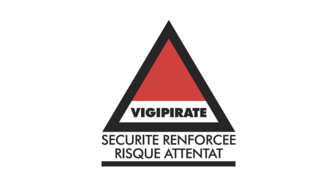 VIGIPIRATE
SECURITE RENFORCEE
RISQUE ATTENTAT